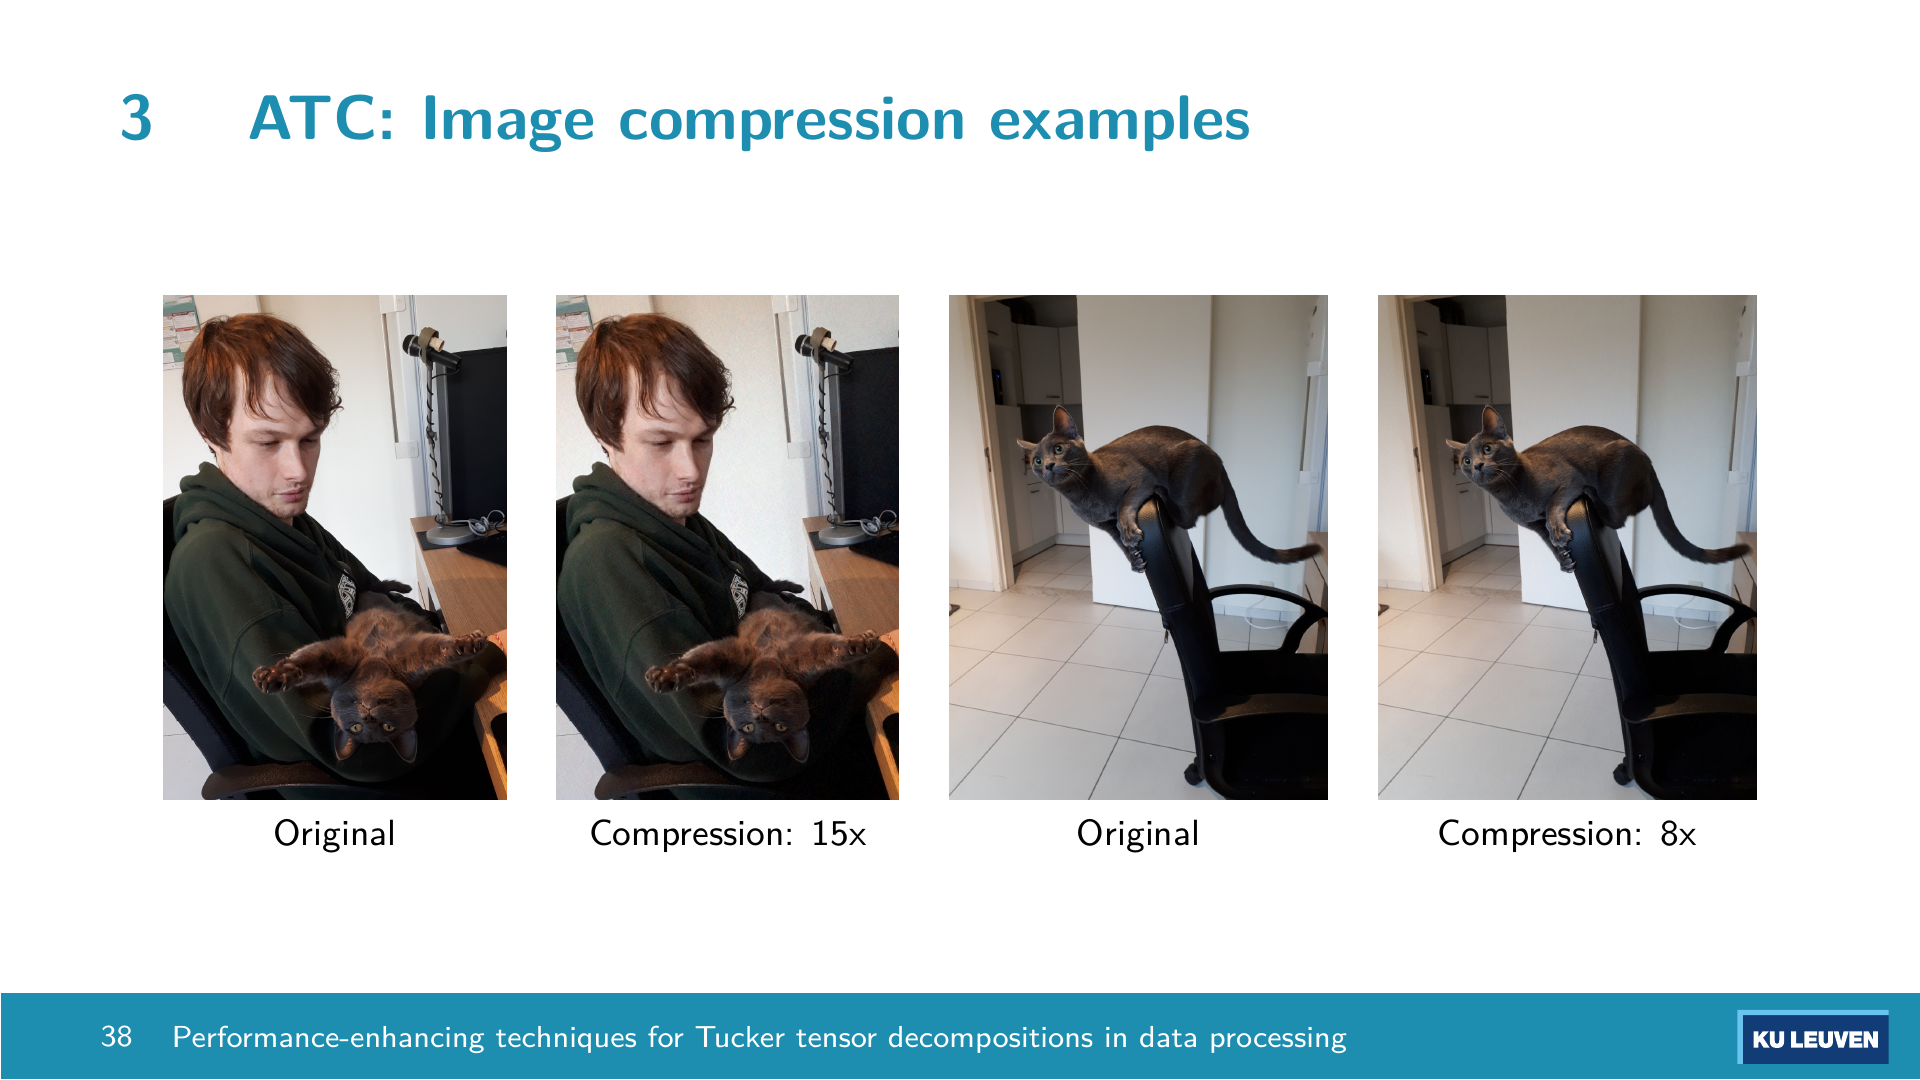 3 ATC: Image compression examples
Original
Compression: 15x
Original
Compression: 8x
38 Performance-enhancing techniques for Tucker tensor decompositions in data processing
KU LEUVEN